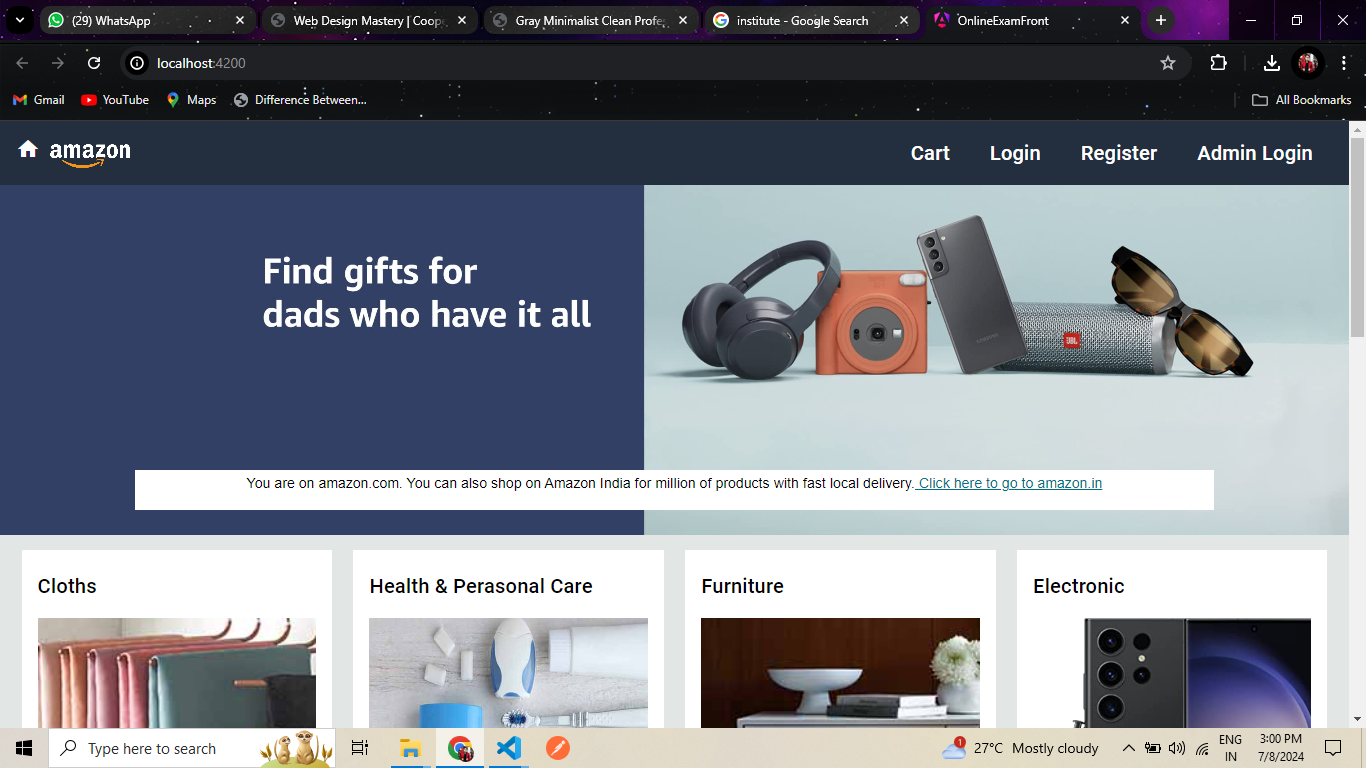 (29) WhatsApp
Web Design Mastery | Coop
Gray Minimalist Clean Profes
institute - Google Search
OnlineExamFront
localhost:4200
Gmail
YouTube
Maps
Difference Between...
All Bookmarks
amazon
Cart
Login
Register
Admin Login
Find gifts for
dads who have it all
JBL
You are on amazon.com. You can also shop on Amazon India for million of products with fast local delivery. Click here to go to amazon.in
Cloths
Health & Perasonal Care
Furniture
Electronic
Type here to search
1
27°C Mostly cloudy
ENG
IN
3:00 PM
7/8/2024